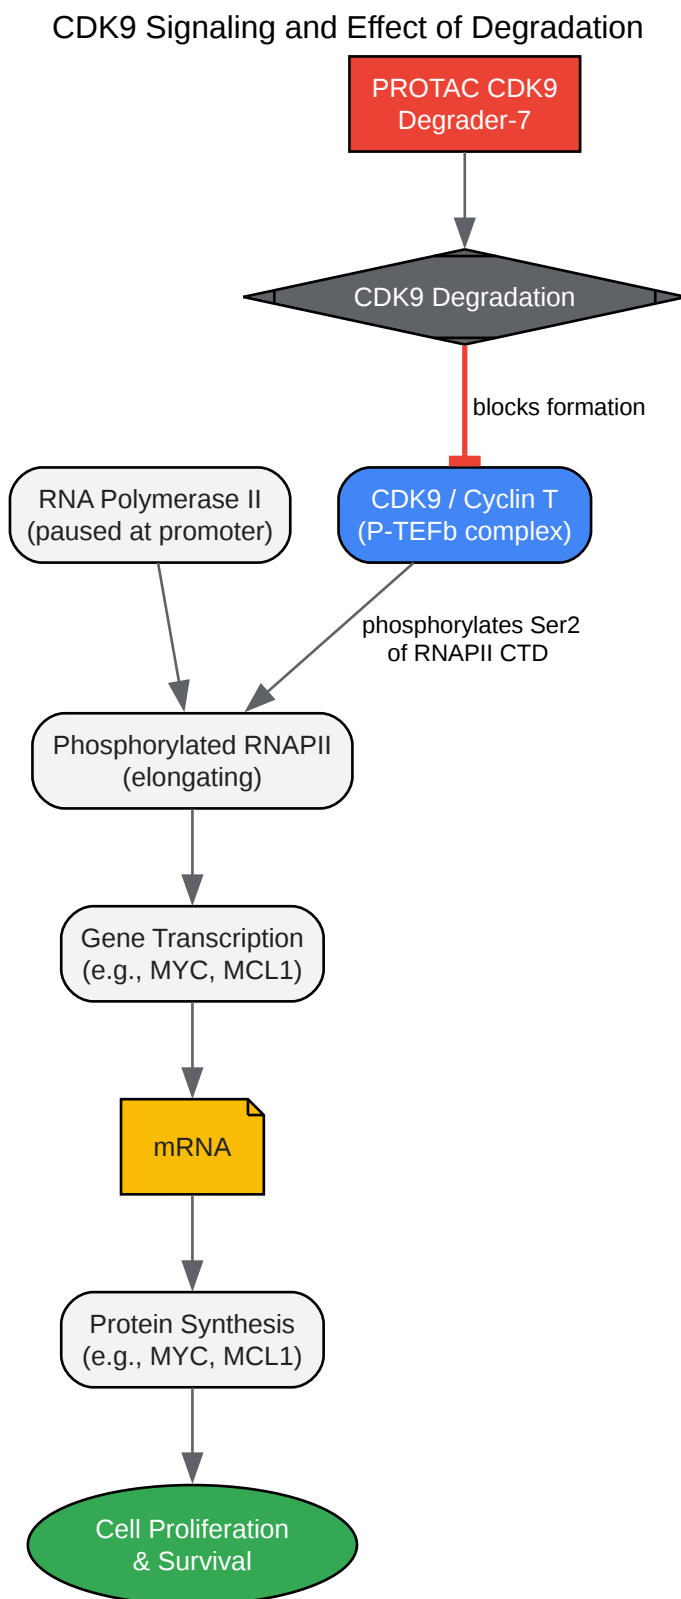 CDK9 Signaling and Effect of Degradation
PROTAC CDK9
Degrader-7
CDK9 Degradation
blocks formation
RNA Polymerase II
(paused at promoter)
CDK9 / Cyclin T
(P-TEFb complex)
phosphorylates Ser2
of RNAPII CTD
Phosphorylated RNAPII
(elongating)
Gene Transcription
(e.g., MYC, MCL1)
mRNA
Protein Synthesis
(e.g., MYC, MCL1)
Cell Proliferation
& Survival